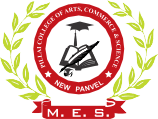 PILLAI COLLEGE OF ARTS, COMMERCE & SCIENCE
NEW PANVEL
M. E. S.